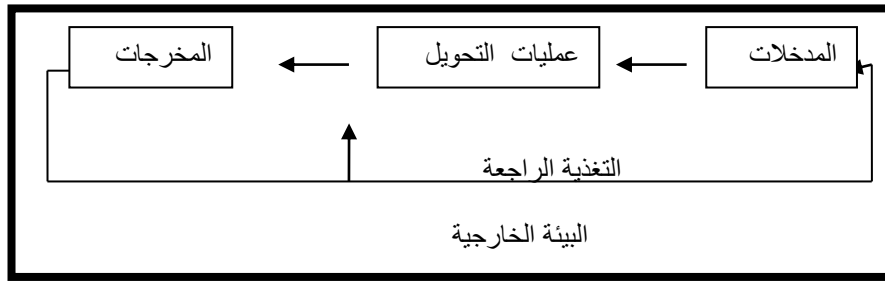 المدخلات
عمليات التحويل
المخرجات
التغذية الراجعة
البيئة الخارجية